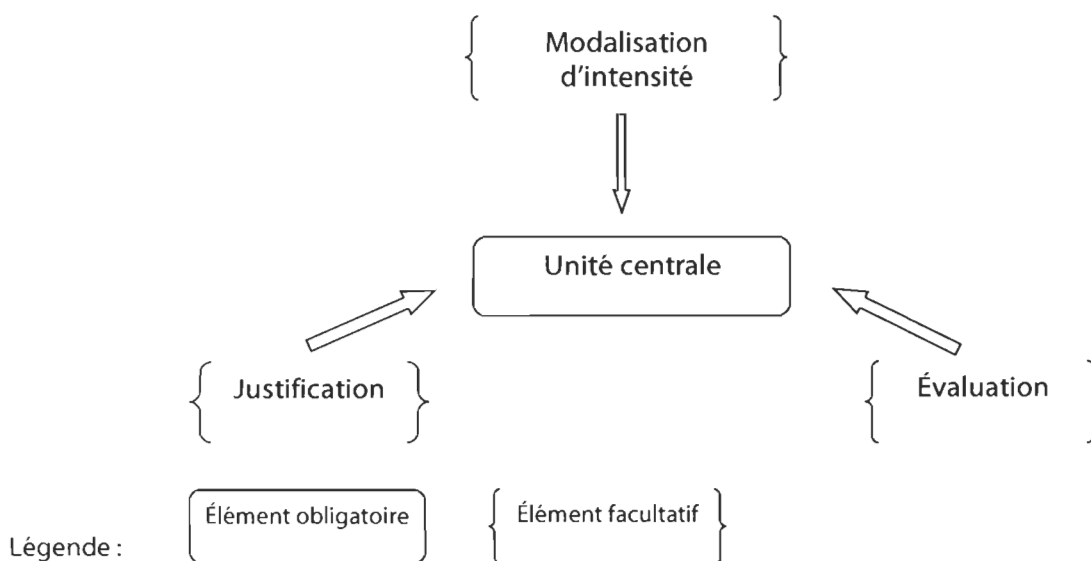 Modalisation
d'intensité
Unité centrale
Justification
Évaluation
Élément obligatoire
Élément facultatif
Légende :